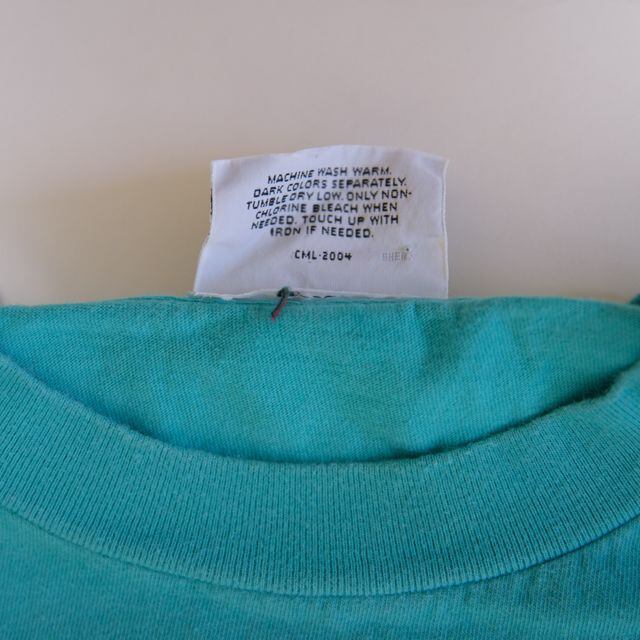 MACHINE WASH WARM.
DARK COLORS SEPARATELY.
TUMBLE DRY LOW. ONLY NON-
CHLORINE BLEACH WHEN
NEEDED. TOUCH UP WITH
IRON IF NEEDED.
CML-2004